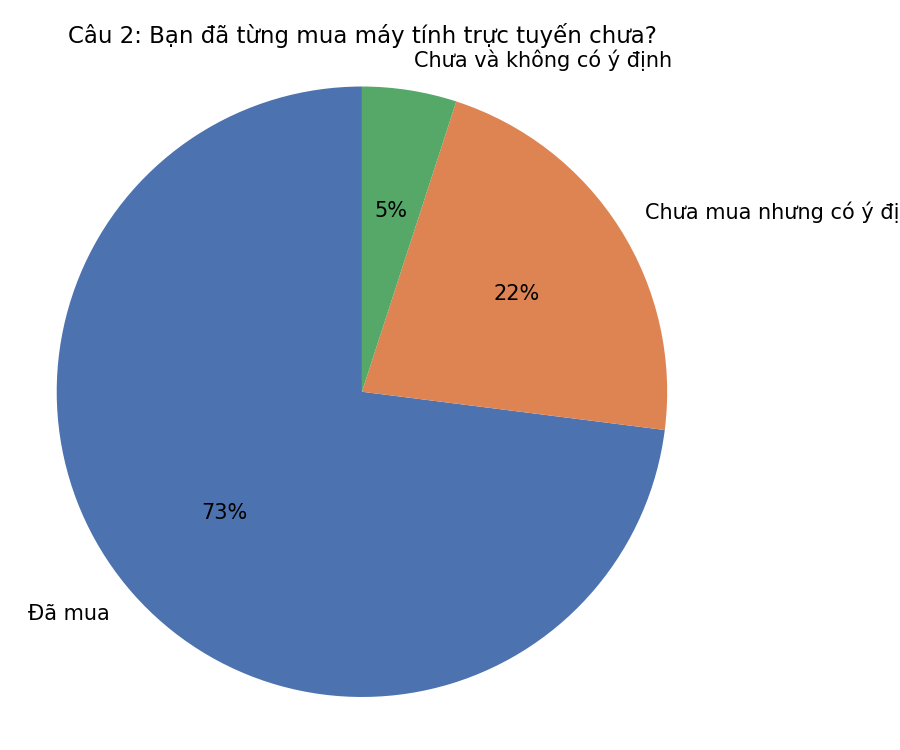 Câu 2: Bạn đã từng mua máy tính trực tuyến chưa?
Chưa và không có ý định
Chưa mua nhưng có ý đị
5%
22%
73%
Đã mua